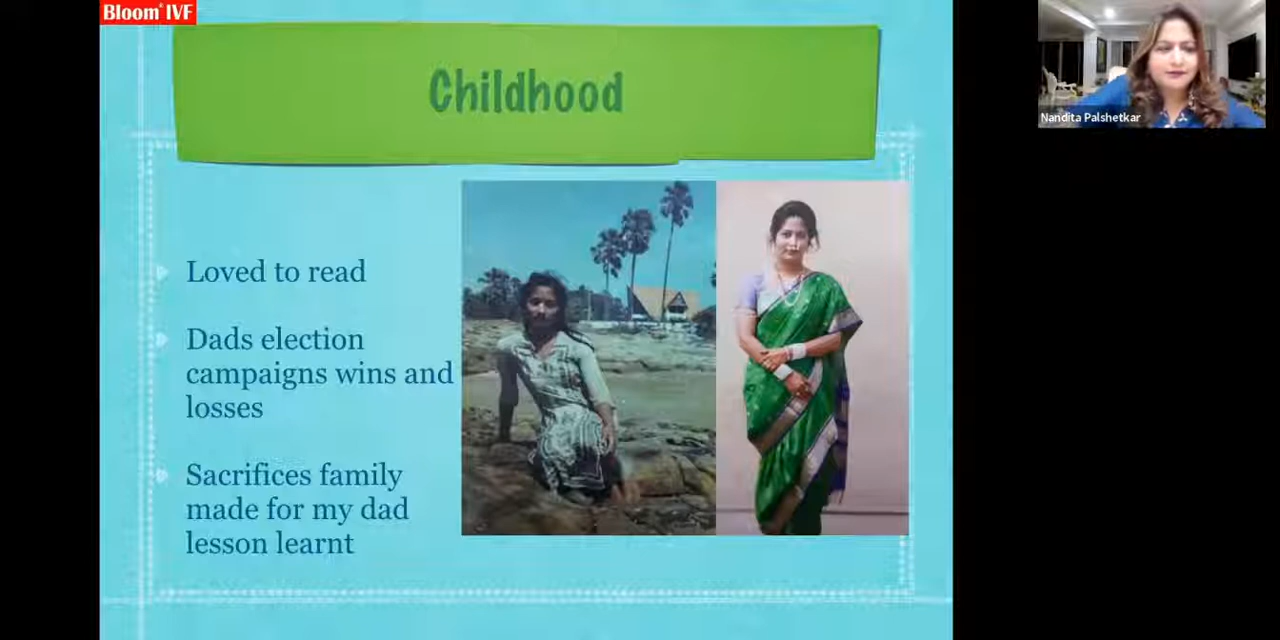 Bloom® IVF
Childhood
Nandita Palshetkar
Loved to read
Dads election
campaigns wins and
losses
Sacrifices family
made for my dad
lesson learnt